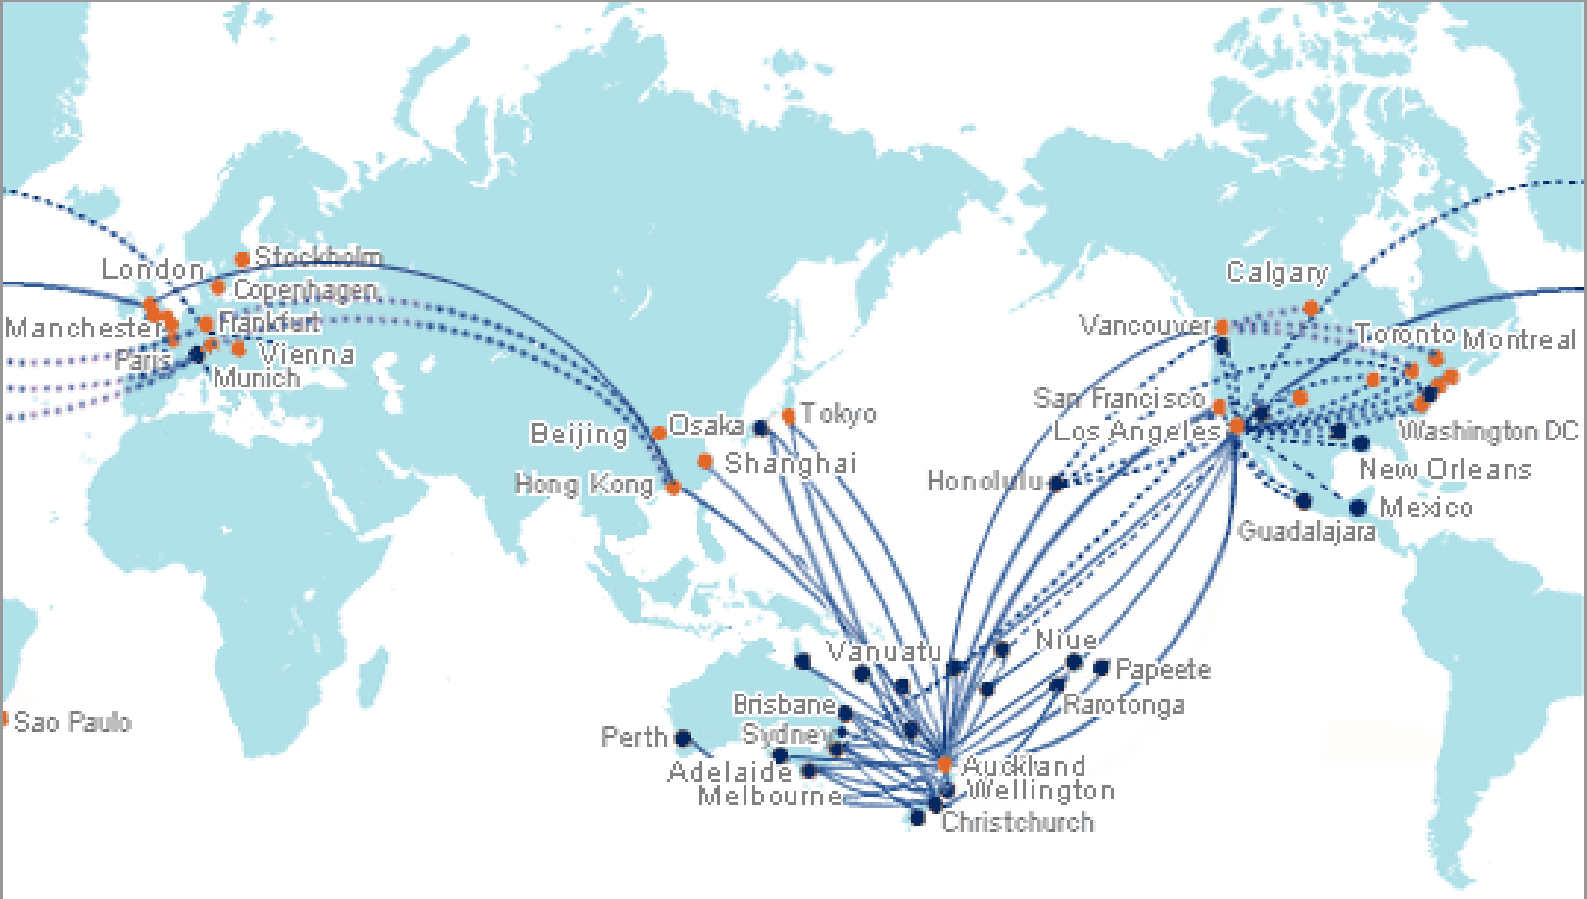 Stockholm
London
Copenhagen
Calgary
Manchester
Frankfurt
Vancouver
Toronto
Montreal
Paris
Vienna
Munich
San Francisco
Tokyo
Osaka
Beijing
Los Angeles
Washington DC
Shanghai
New Orleans
Hong Kong
Honolulu
Mexico
Guadalajara
Niue
Vanuatu
Papeete
Brisbane
Rarotonga
Sao Paulo
Perth
Sydney
Auckland
Adelaide
Wellington
Melbourne
Christchurch